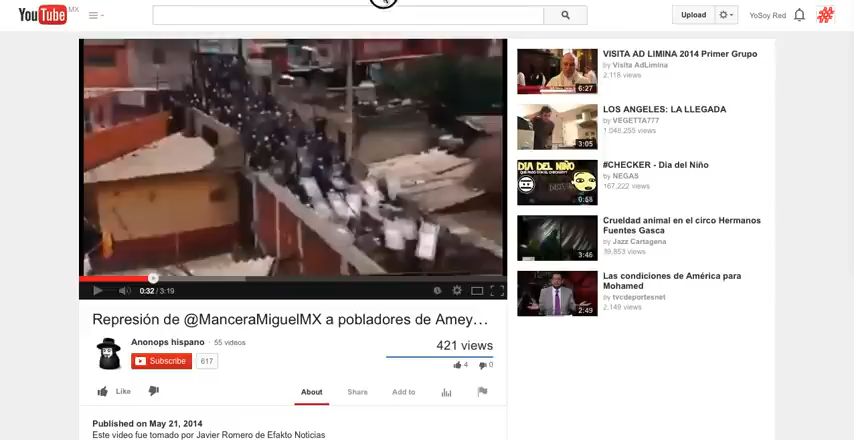 YouTube MX
Upload
YoSoy Red
VISITA AD LIMINA 2014 Primer Grupo
by Visita AdLimina
2,118 views
6:27
LOS ANGELES: LA LLEGADA
by VEGETTA777
1,048,255 views
3:05
#CHECKER - Dia del Niño
by NEGAS
167,222 views
DIA DEL NIÑO
0:58
Crueldad animal en el circo Hermanos
Fuentes Gasca
by Jazz Cartagena
3:46
Las condiciones de América para
Mohamed
by tvcdeportesnet
2,149 views
2:49
0:32 / 3:19
Represión de @ManceraMiguelMX a pobladores de Amey…
Anonops hispano · 55 videos
Subscribe 617
421 views
4 0
Like
About Share Add to
Published on May 21, 2014
Este video fue tomado por Javier Romero de Efakto Noticias